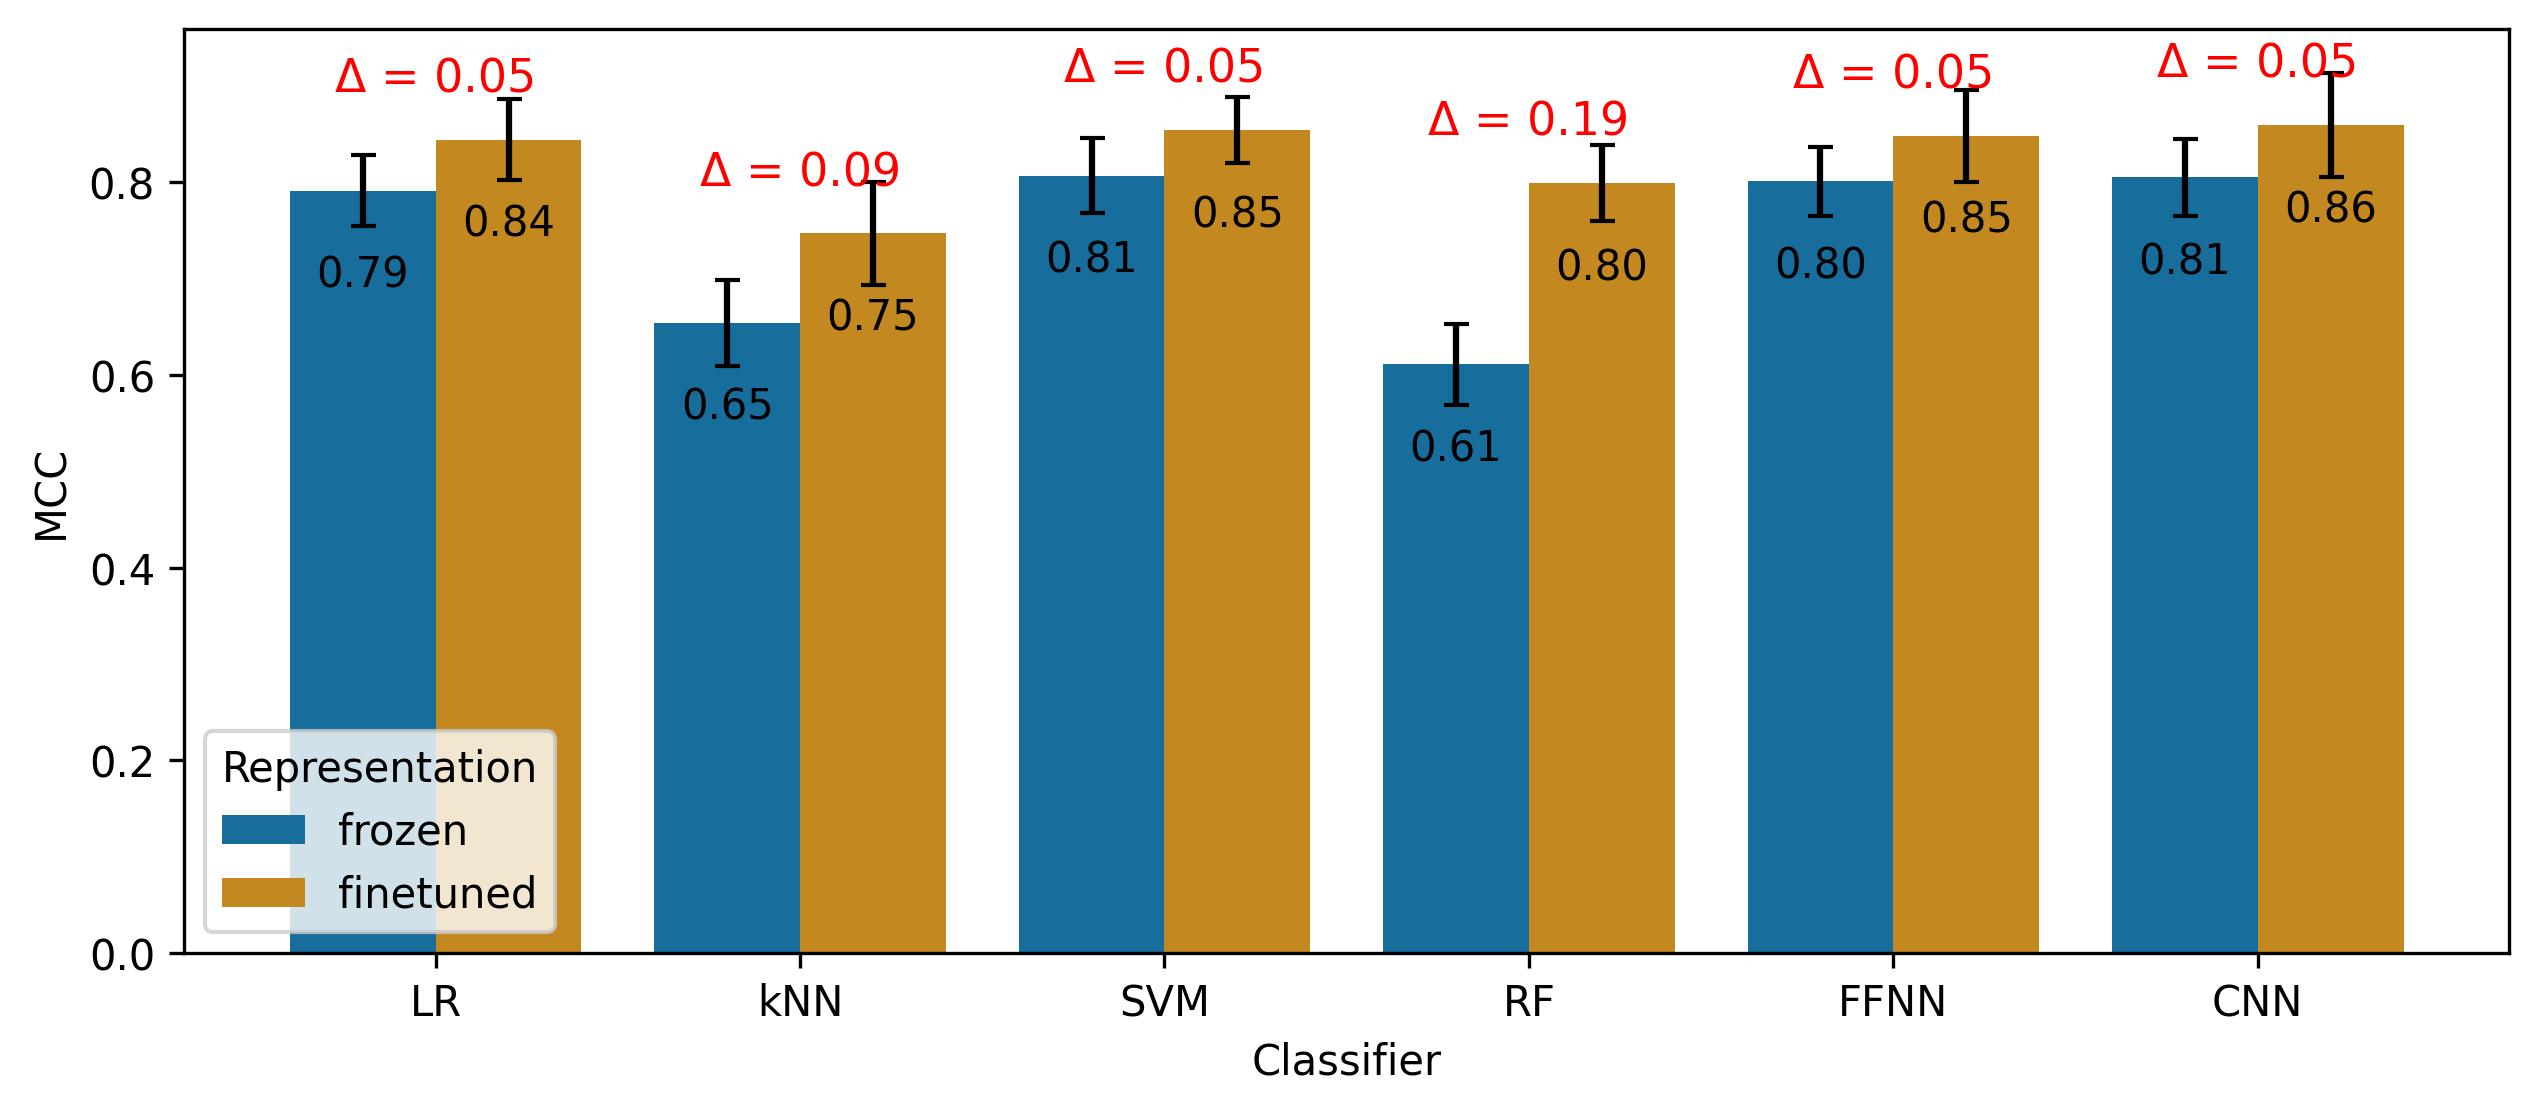 Δ = 0.05
Δ = 0.09
Δ = 0.05
Δ = 0.19
Δ = 0.05
Δ = 0.05
0.79
0.84
0.65
0.75
0.81
0.85
0.61
0.80
0.80
0.85
0.81
0.86
MCC
0.8
0.6
0.4
0.2
0.0
Representation
frozen
finetuned
LR
kNN
SVM
RF
FFNN
CNN
Classifier